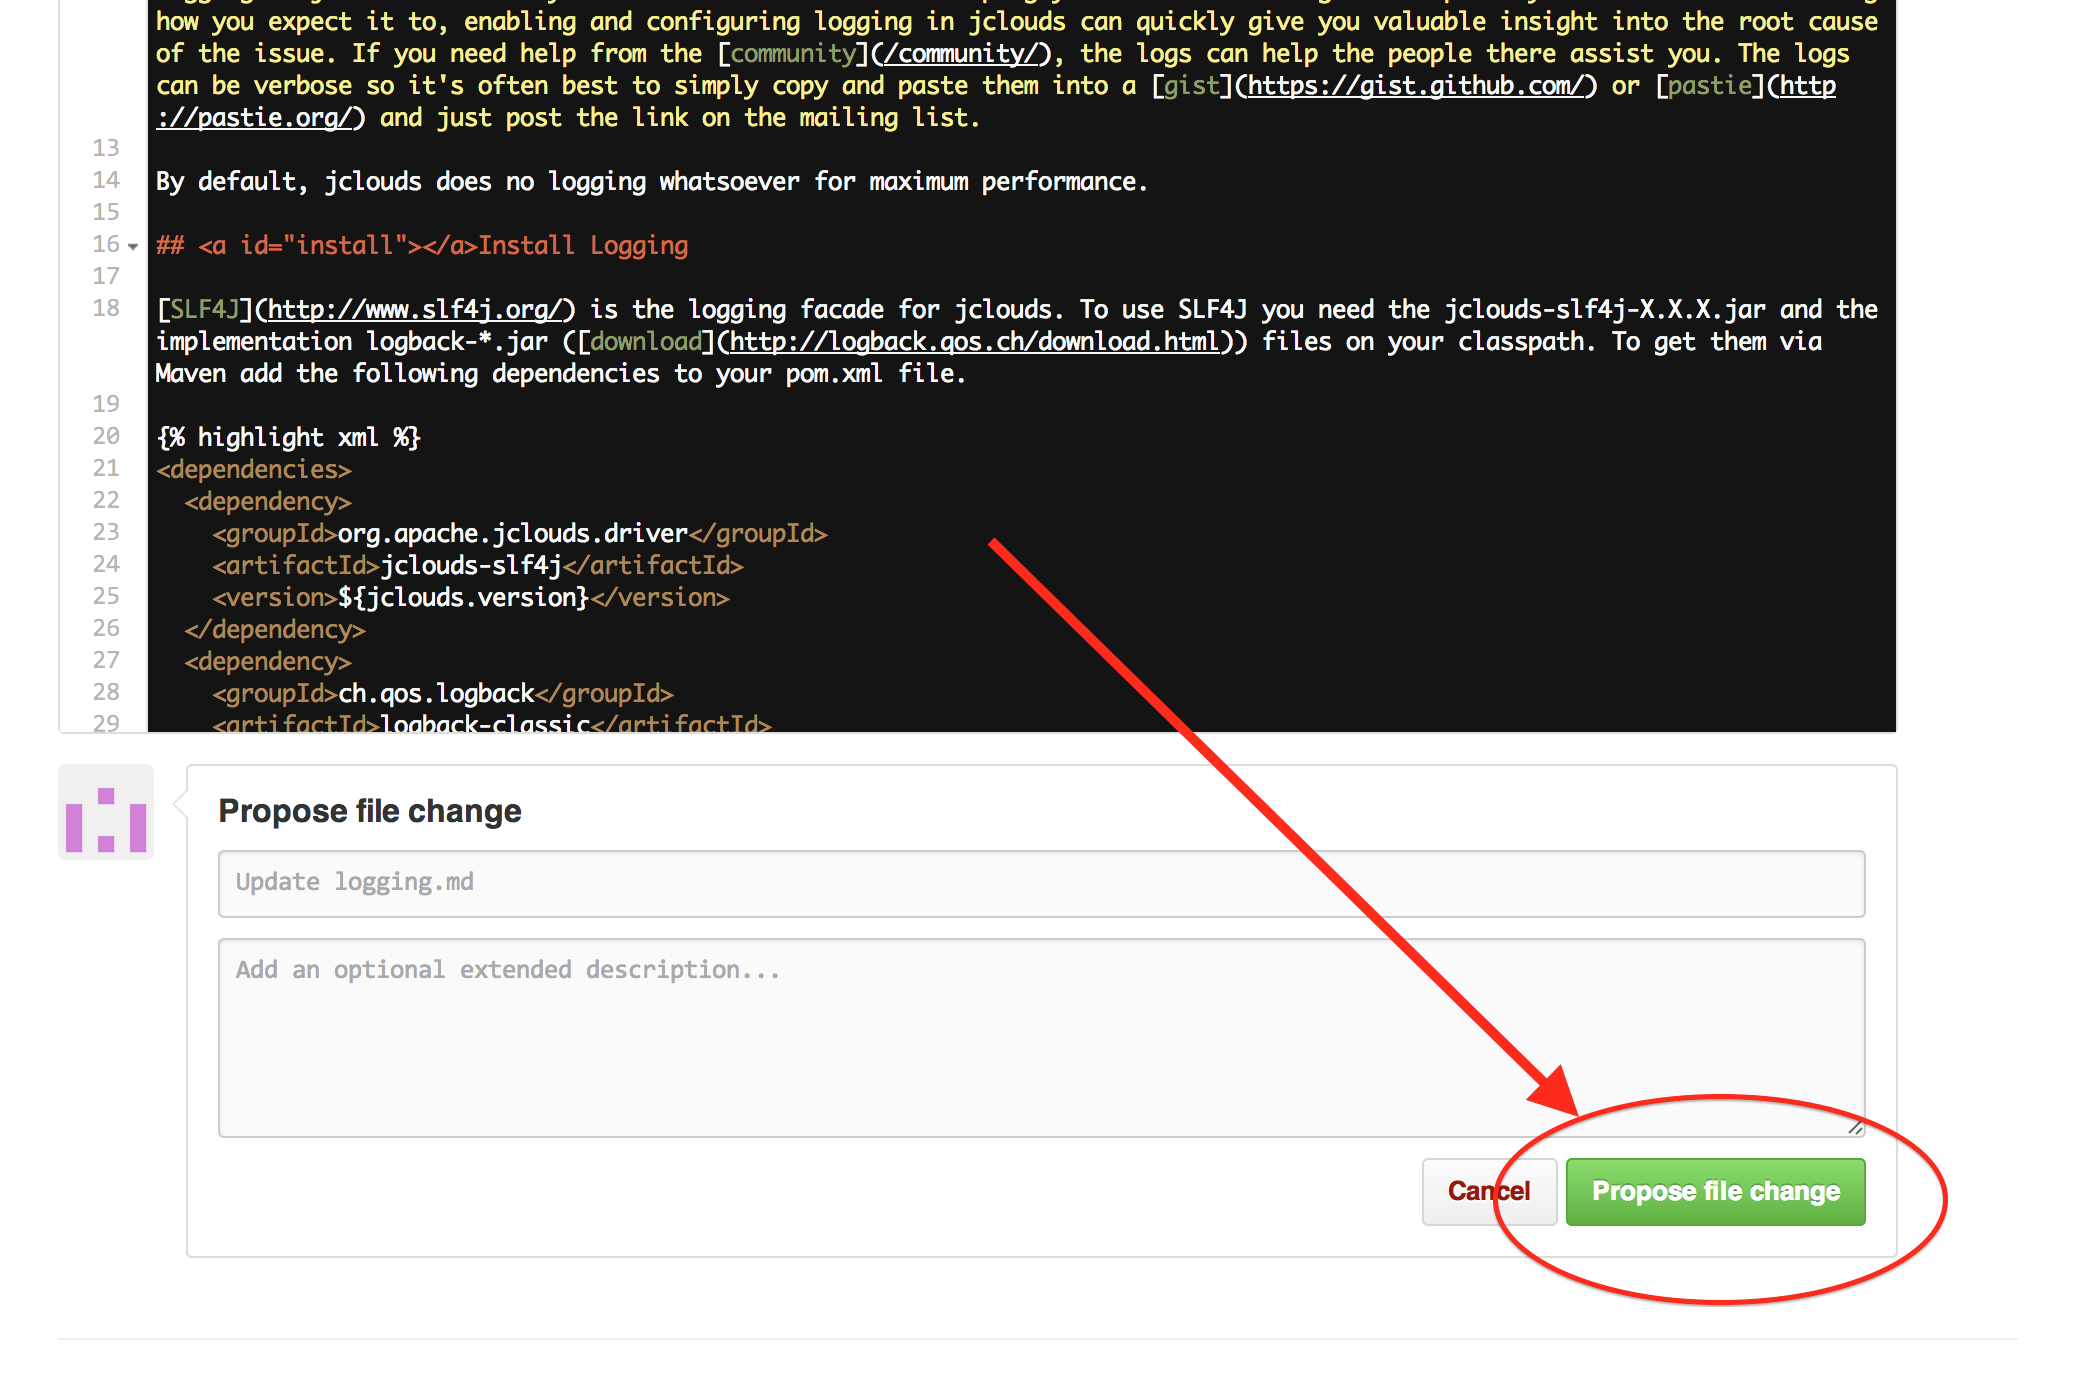 how you expect it to, enabling and configuring logging in jclouds can quickly give you valuable insight into the root cause
of the issue. If you need help from the [community](/community/), the logs can help the people there assist you. The logs
can be verbose so it's often best to simply copy and paste them into a [gist](https://gist.github.com/) or [pastie](http
://pastie.org/) and just post the link on the mailing list.
13
14 By default, jclouds does no logging whatsoever for maximum performance.
15
16 ## <a id="install"></a>Install Logging
17
18 [SLF4J](http://www.slf4j.org/) is the logging facade for jclouds. To use SLF4J you need the jclouds-slf4j-X.X.X.jar and the
implementation logback-*.jar ([download](http://logback.qos.ch/download.html)) files on your classpath. To get them via
Maven add the following dependencies to your pom.xml file.
19
20 {% highlight xml %}
21 <dependencies>
22 <dependency>
23 <groupId>org.apache.jclouds.driver</groupId>
24 <artifactId>jclouds-slf4j</artifactId>
25 <version>${jclouds.version}</version>
26 </dependency>
27 <dependency>
28 <groupId>ch.qos.logback</groupId>
29 <artifactId>logback-classic</artifactId>
Propose file change
Update logging.md
Add an optional extended description...
Cancel Propose file change